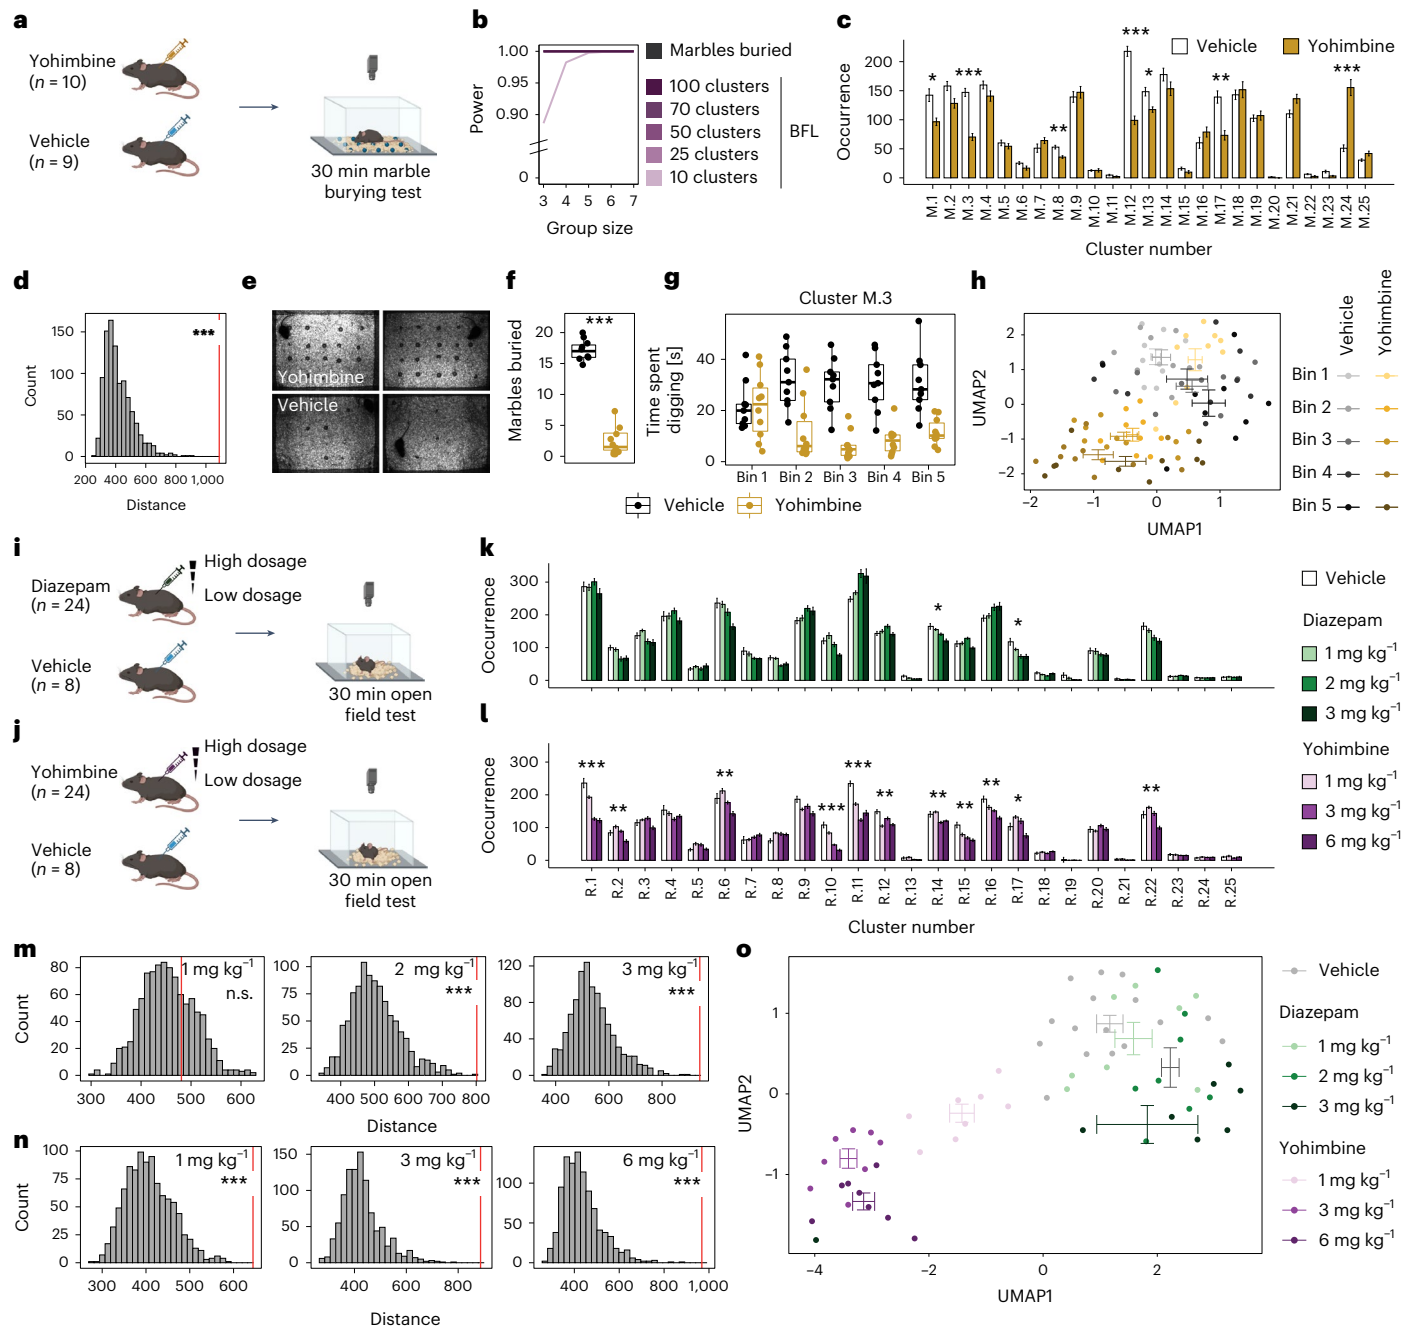 a
Yohimbine
(n = 10)
Vehicle
(n = 9)
30 min marble
burying test
b
Power
1.00
0.95
0.90
0
3 4 5 6 7
Group size
Marbles buried
100 clusters
70 clusters
50 clusters
25 clusters
10 clusters
BFL
c
Occurrence
200
150
100
50
0
Vehicle
Yohimbine
* *** ** *** * ** ***
M.1 M.2 M.3 M.4 M.5 M.6 M.7 M.8 M.9 M.10 M.11 M.12 M.13 M.14 M.15 M.16 M.17 M.18 M.19 M.20 M.21 M.22 M.23 M.24 M.25
Cluster number
d
Count
150
100
50
0
***
200 400 600 800 1,000
Distance
e
Yohimbine
Vehicle
f
Marbles buried
20
15
5
0
***
g
Cluster M.3
Time spent
digging [s]
40
20
0
Bin 1 Bin 2 Bin 3 Bin 4 Bin 5
Vehicle
Yohimbine
h
UMAP2
2
1
0
−1
−2
−2 −1 0 1
UMAP1
Vehicle
Yohimbine
Bin 1
Bin 2
Bin 3
Bin 4
Bin 5
i
Diazepam
(n = 24)
High dosage
Low dosage
Vehicle
(n = 8)
30 min open
field test
j
Yohimbine
(n = 24)
High dosage
Low dosage
Vehicle
(n = 8)
30 min open
field test
k
Occurrence
300
200
100
0
* *
Vehicle
Diazepam
1 mg kg⁻¹
2 mg kg⁻¹
3 mg kg⁻¹
l
Occurrence
300
200
100
0
*** ** ** *** *** ** ** ** ** * **
Yohimbine
1 mg kg⁻¹
3 mg kg⁻¹
6 mg kg⁻¹
R.1 R.2 R.3 R.4 R.5 R.6 R.7 R.8 R.9 R.10 R.11 R.12 R.13 R.14 R.15 R.16 R.17 R.18 R.19 R.20 R.21 R.22 R.23 R.24 R.25
Cluster number
m
Count
80
60
40
20
0
1 mg kg⁻¹
n.s.
300 400 500 600
100
75
50
25
0
2 mg kg⁻¹
***
400 500 600 700 800
120
80
40
0
3 mg kg⁻¹
***
400 600 800
Distance
n
Count
100
75
50
25
0
1 mg kg⁻¹
***
300 400 500 600
150
100
50
0
3 mg kg⁻¹
***
400 600 800
100
50
0
6 mg kg⁻¹
***
400 600 800 1,000
Distance
o
UMAP2
1
0
−1
−4 −2 0 2
UMAP1
Vehicle
Diazepam
1 mg kg⁻¹
2 mg kg⁻¹
3 mg kg⁻¹
Yohimbine
1 mg kg⁻¹
3 mg kg⁻¹
6 mg kg⁻¹